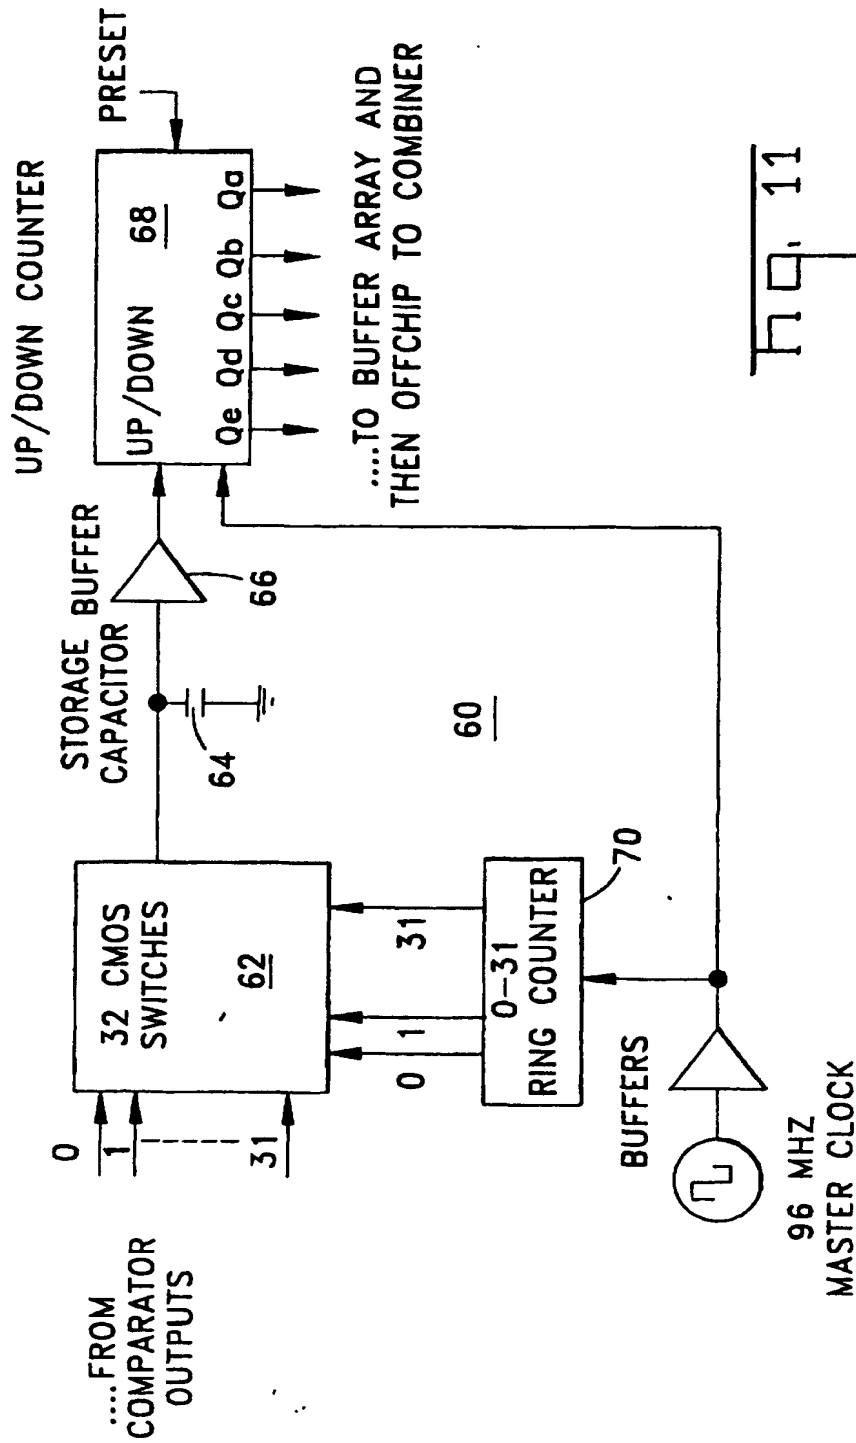 UP/DOWN COUNTER
PRESET
STORAGE
CAPACITOR
BUFFER
UP/DOWN
68
Qe Qd Qc Qb Qa
66
64
....TO BUFFER ARRAY AND
THEN OFFCHIP TO COMBINER
....FROM
COMPARATOR
OUTPUTS
0
1
31
32 CMOS
SWITCHES
62
60
0
1
31
0-31
RING COUNTER
70
BUFFERS
96 MHZ
MASTER CLOCK
Fig. 11